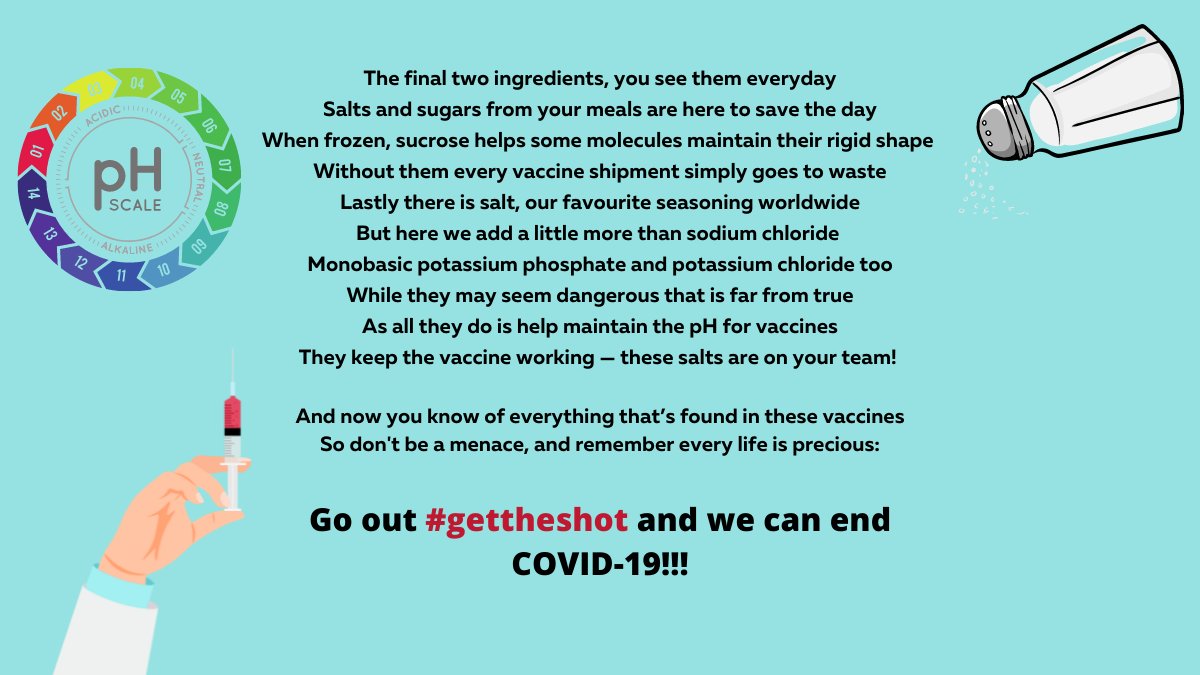 The final two ingredients, you see them everyday
Salts and sugars from your meals are here to save the day
When frozen, sucrose helps some molecules maintain their rigid shape
Without them every vaccine shipment simply goes to waste
Lastly there is salt, our favourite seasoning worldwide
But here we add a little more than sodium chloride
Monobasic potassium phosphate and potassium chloride too
While they may seem dangerous that is far from true
As all they do is help maintain the pH for vaccines
They keep the vaccine working — these salts are on your team!
And now you know of everything that’s found in these vaccines
So don't be a menace, and remember every life is precious:
Go out #gettheshot and we can end
COVID-19!!!
pH
SCALE
ACIDIC
NEUTRAL
ALKALINE
01
02
03
04
05
06
07
08
09
10
11
12
13
14